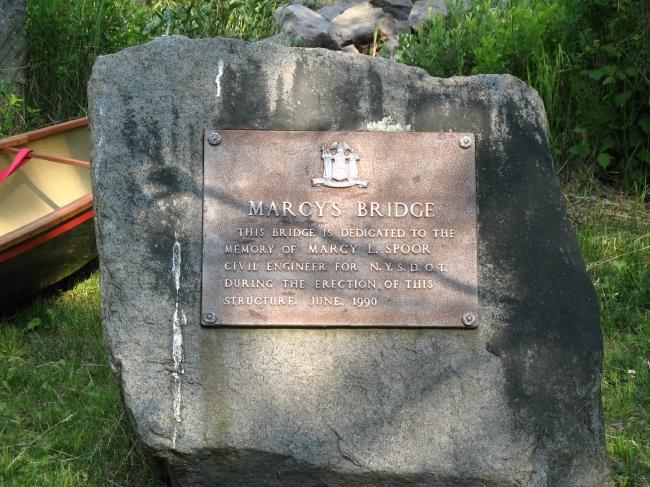 MARCY'S BRIDGE
THIS BRIDGE IS DEDICATED TO THE
MEMORY OF MARCY L. SPOOR
CIVIL ENGINEER FOR N.Y.S.D.O.T.
DURING THE ERECTION OF THIS
STRUCTURE. JUNE, 1990